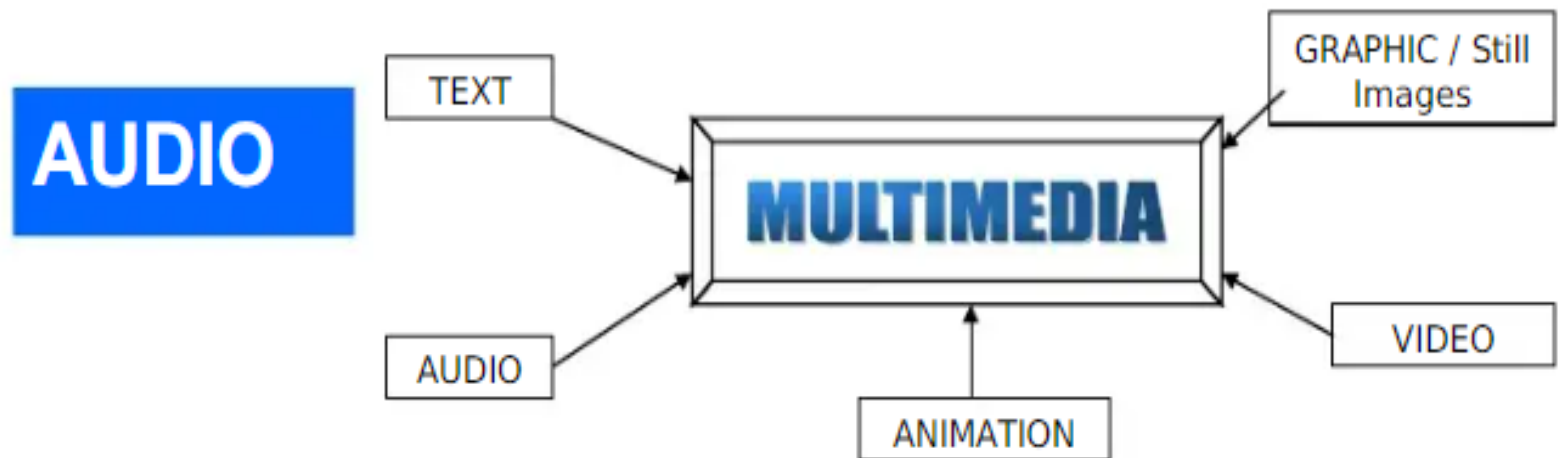 AUDIO
TEXT
GRAPHIC / Still
Images
MULTIMEDIA
AUDIO
VIDEO
ANIMATION